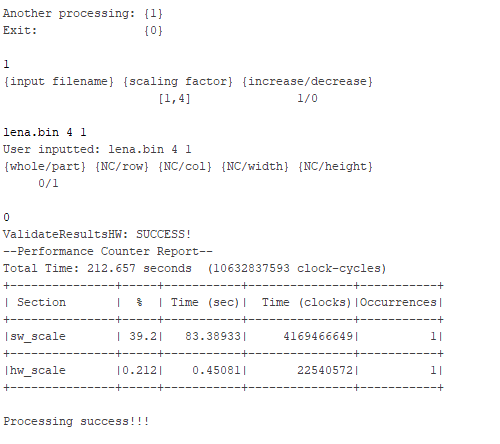 Another processing: {1}
Exit:               {0}
1
{input filename} {scaling factor} {increase/decrease}
                      [1,4]                1/0
lena.bin 4 1
User inputted: lena.bin 4 1
{whole/part} {NC/row} {NC/col} {NC/width} {NC/height}
     0/1
0
ValidateResultsHW: SUCCESS!
--Performance Counter Report--
Total Time: 212.657 seconds  (10632837593 clock-cycles)
+---------------+-----+-----------+---------------+-----------+
| Section       |  %  | Time (sec)|  Time (clocks)|Occurrences|
+---------------+-----+-----------+---------------+-----------+
|sw_scale       | 39.2|   83.38933|     4169466649|          1|
+---------------+-----+-----------+---------------+-----------+
|hw_scale       |0.212|    0.45081|       22540572|          1|
+---------------+-----+-----------+---------------+-----------+
Processing success!!!